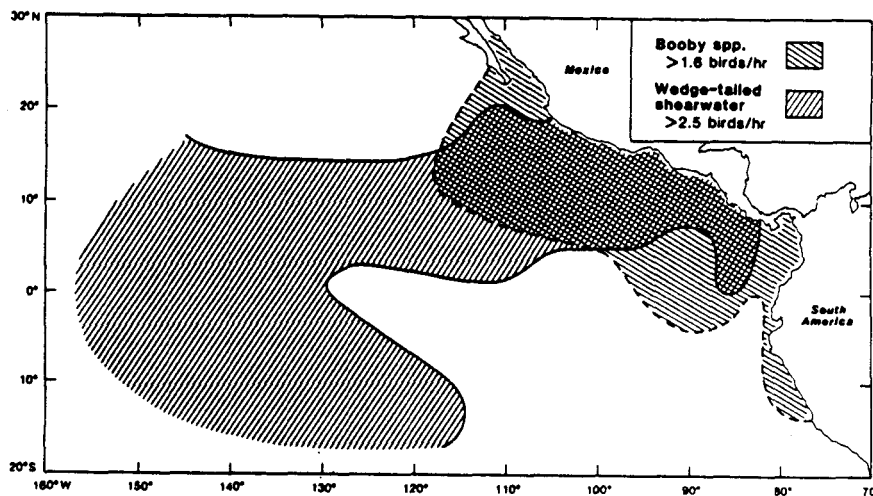 30°N
20°
10°
0°
10°
20°S
160°W
150°
140°
130°
120°
110°
100°
90°
80°
70
Mexico
South
America
Booby spp.
>1.6 birds/hr
Wedge-tailed
shearwater
>2.5 birds/hr